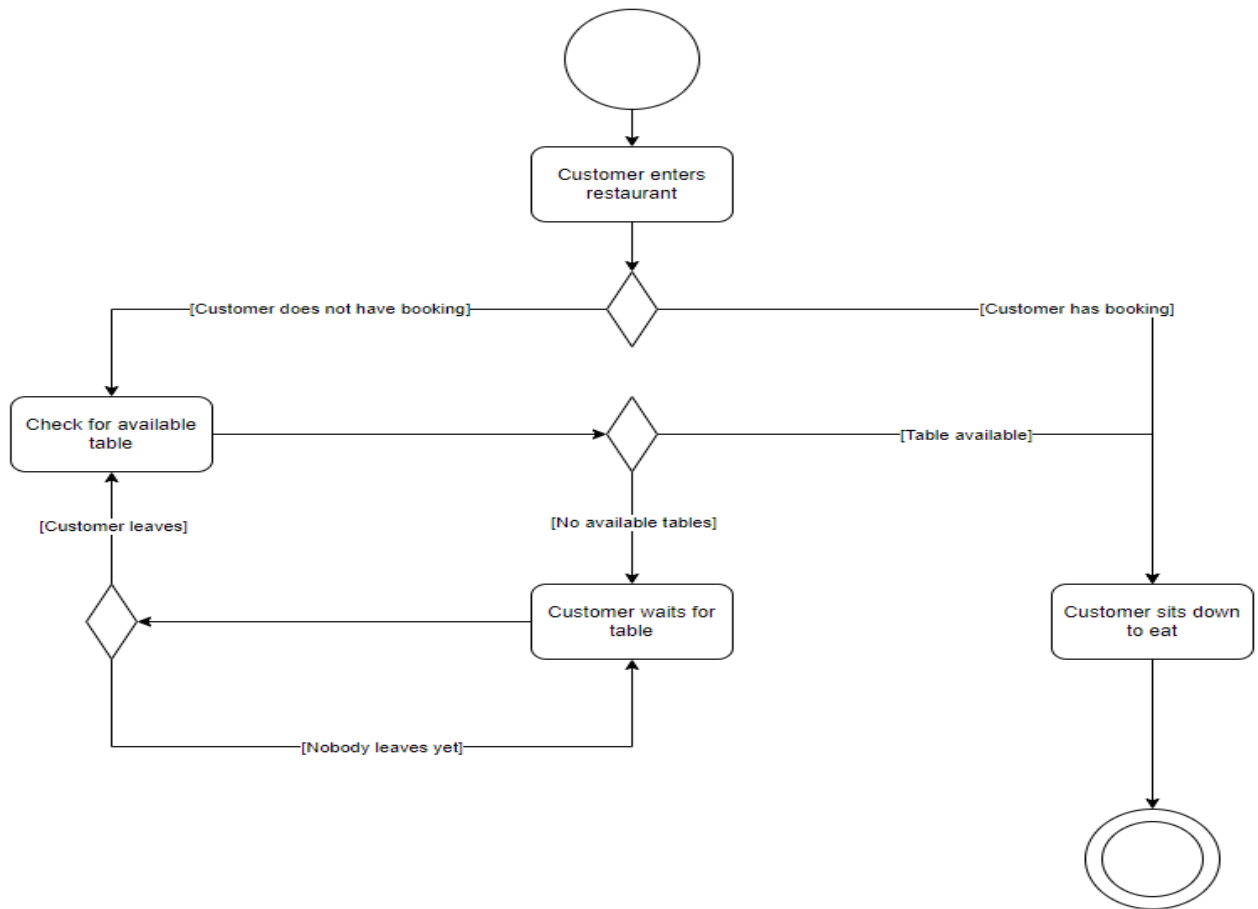 Customer enters
restaurant
[Customer does not have booking]
[Customer has booking]
Check for available
table
[Table available]
[Customer leaves]
[No available tables]
Customer waits for
table
Customer sits down
to eat
[Nobody leaves yet]